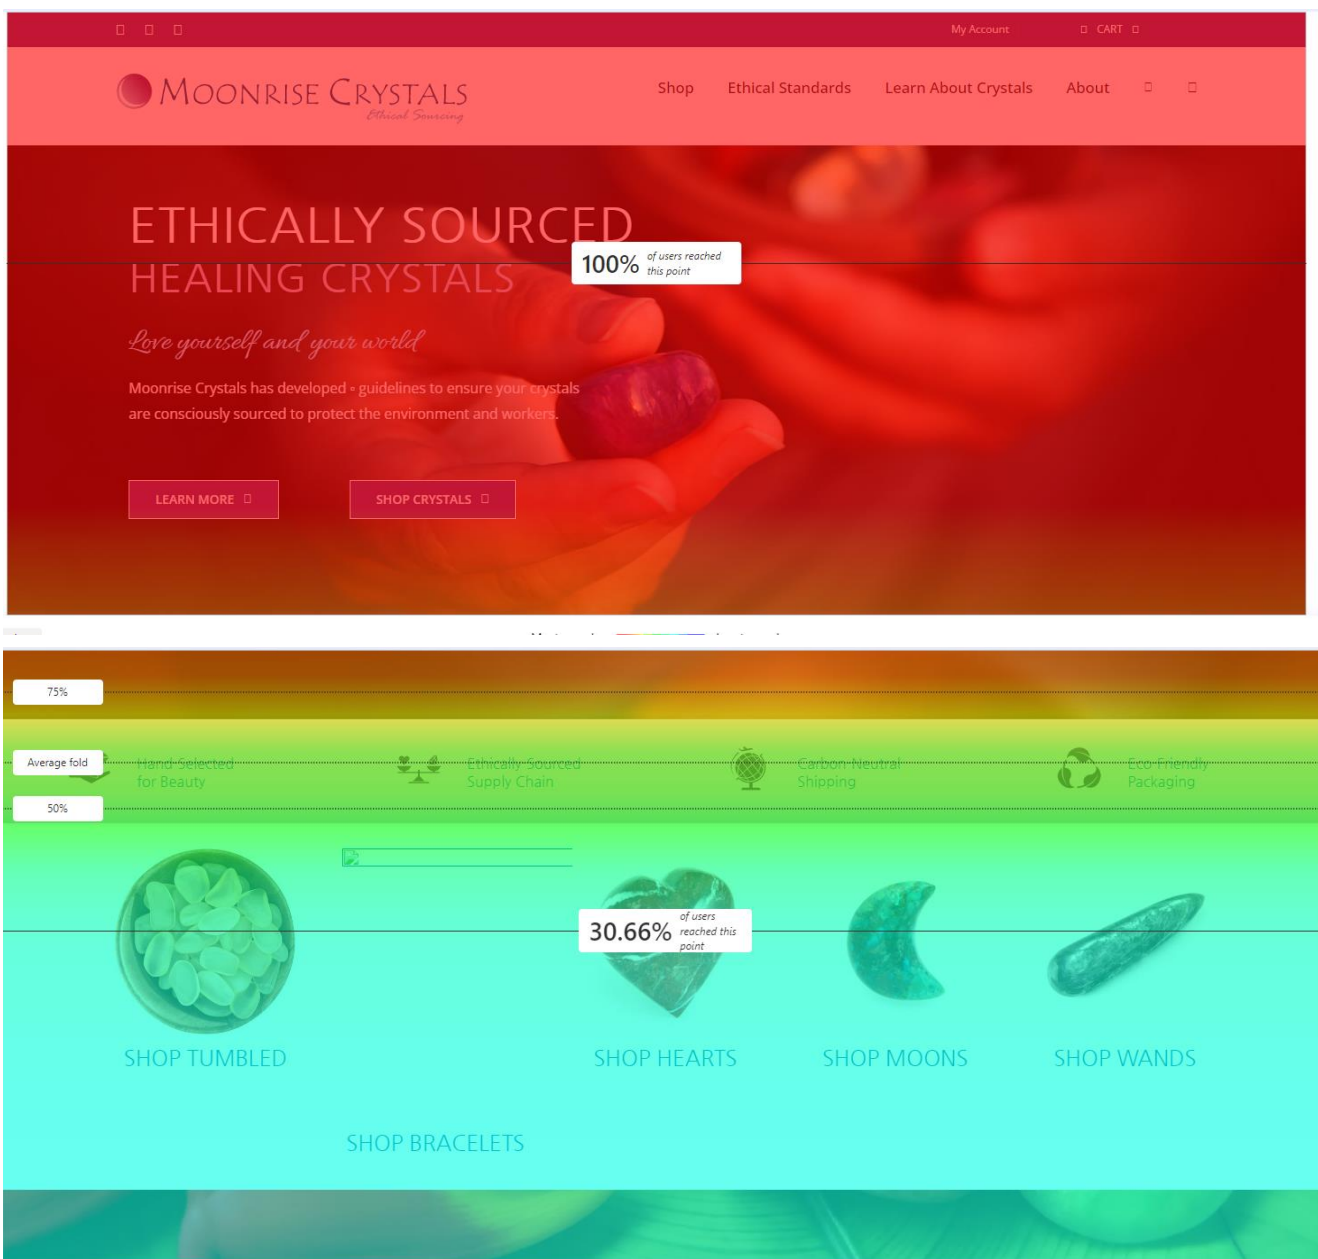 My Account
CART
MOONRISE CRYSTALS
Ethical Sourcing
Shop
Ethical Standards
Learn About Crystals
About
ETHICALLY SOURCED
HEALING CRYSTALS
100% of users reached
this point
Love yourself and your world
Moonrise Crystals has developed • guidelines to ensure your crystals
are consciously sourced to protect the environment and workers.
LEARN MORE
SHOP CRYSTALS
75%
Average fold
Hand-Selected
for Beauty
Ethically-Sourced
Supply Chain
Carbon-Neutral
Shipping
Eco-Friendly
Packaging
50%
30.66% of users
reached this
point
SHOP TUMBLED
SHOP HEARTS
SHOP MOONS
SHOP WANDS
SHOP BRACELETS